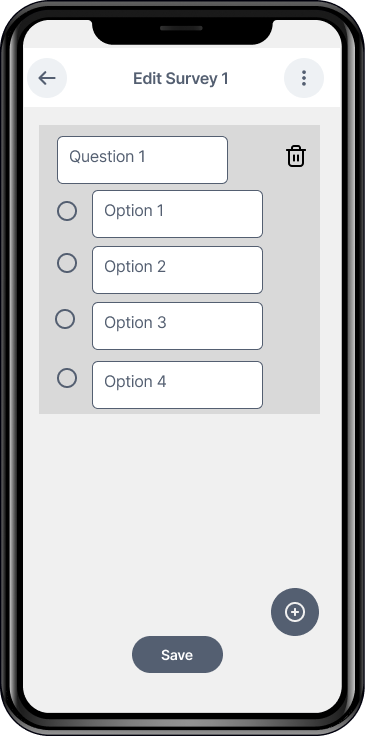 Edit Survey 1
Question 1
Option 1
Option 2
Option 3
Option 4
Save